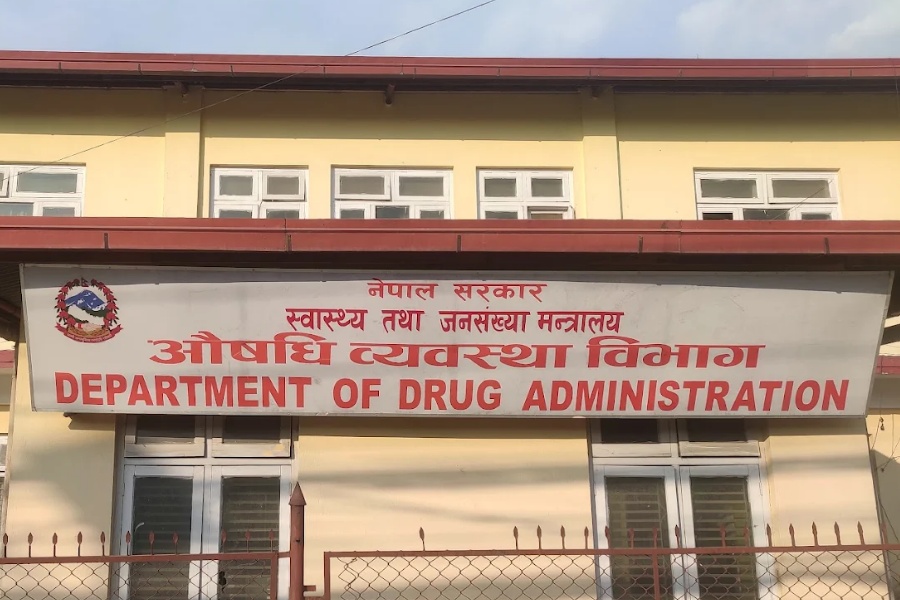 नेपाल सरकार
स्वास्थ्य तथा जनसंख्या मन्त्रालय
औषधि व्यवस्था विभाग
DEPARTMENT OF DRUG ADMINISTRATION